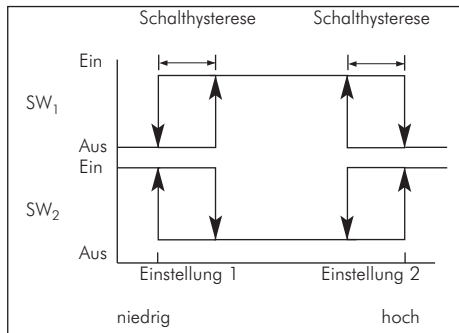 Schalthysterese Schalthysterese
Ein
SW₁
Aus
Ein
SW₂
Aus
Einstellung 1 Einstellung 2
niedrig hoch